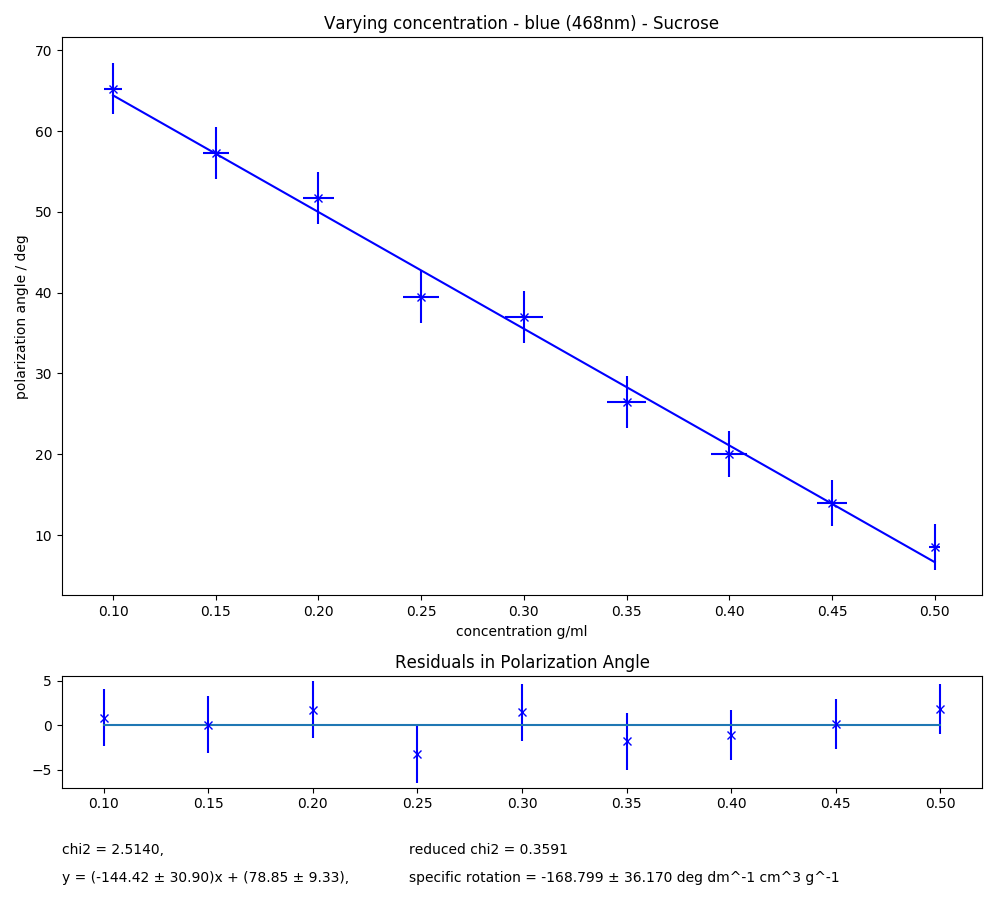 Varying concentration - blue (468nm) - Sucrose
70
60
50
40
30
20
10
polarization angle / deg
0.10 0.15 0.20 0.25 0.30 0.35 0.40 0.45 0.50
concentration g/ml
Residuals in Polarization Angle
5
0
−5
0.10 0.15 0.20 0.25 0.30 0.35 0.40 0.45 0.50
chi2 = 2.5140, reduced chi2 = 0.3591
y = (-144.42 ± 30.90)x + (78.85 ± 9.33), specific rotation = -168.799 ± 36.170 deg dm^-1 cm^3 g^-1